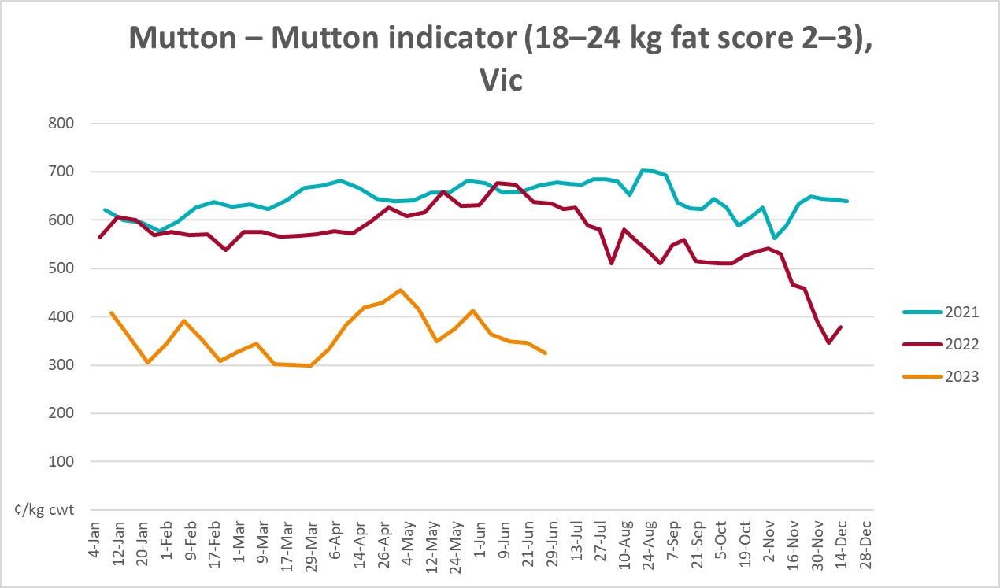 Mutton – Mutton indicator (18–24 kg fat score 2–3),
Vic
800
700
600
500
400
300
200
100
¢/kg cwt
4-Jan
12-Jan
20-Jan
1-Feb
9-Feb
17-Feb
1-Mar
9-Mar
17-Mar
29-Mar
6-Apr
14-Apr
26-Apr
4-May
12-May
24-May
1-Jun
9-Jun
21-Jun
29-Jun
13-Jul
27-Jul
10-Aug
24-Aug
7-Sep
21-Sep
5-Oct
19-Oct
2-Nov
16-Nov
30-Nov
14-Dec
28-Dec
2021
2022
2023